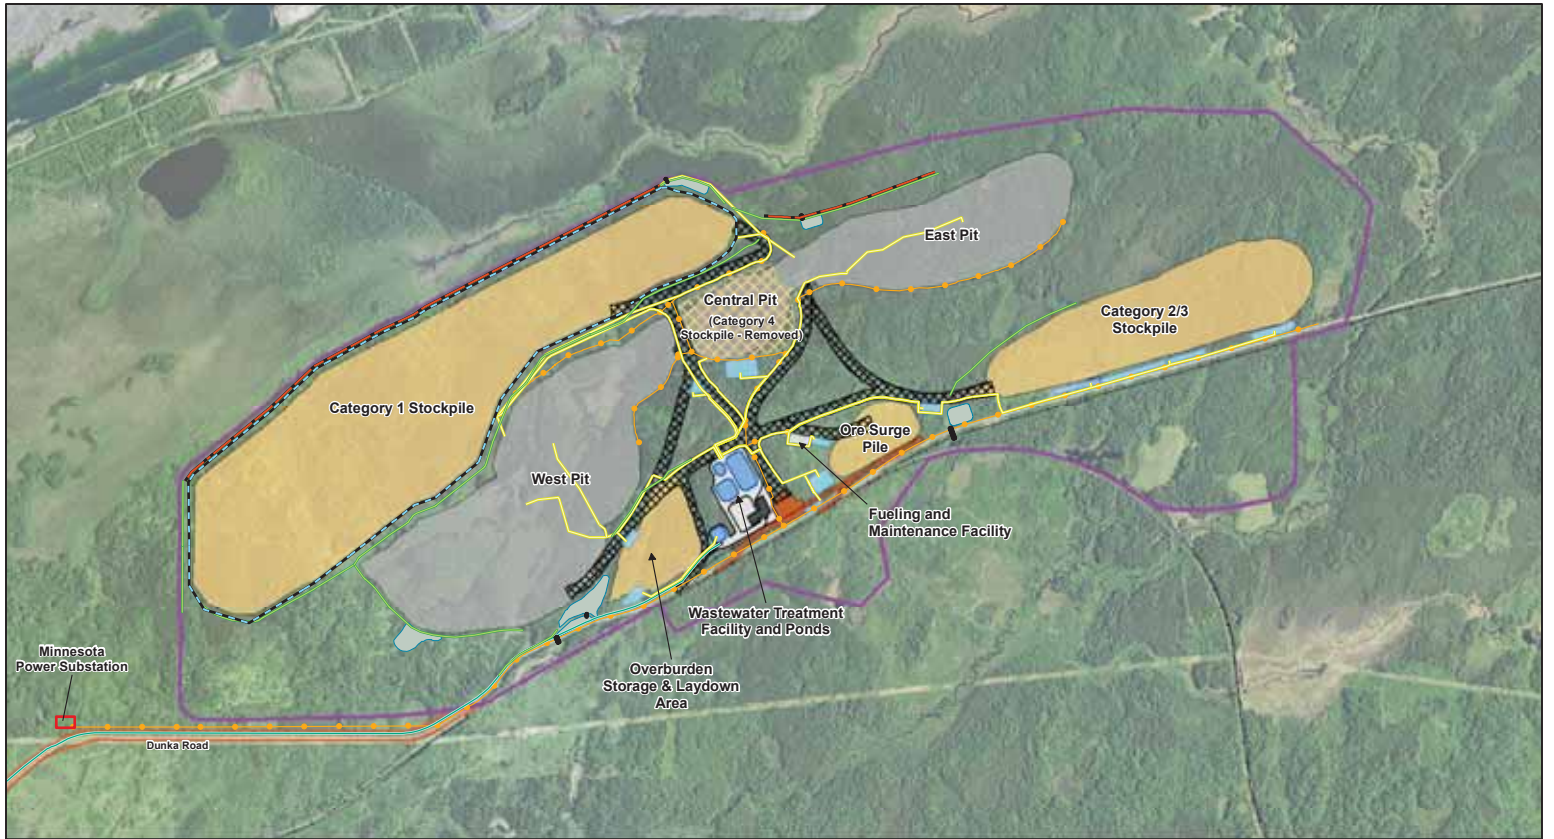 East Pit
Central Pit
(Category 4
Stockpile - Removed)
Category 2/3
Stockpile
Category 1 Stockpile
Ore Surge
Pile
West Pit
Fueling and
Maintenance Facility
Wastewater Treatment
Facility and Ponds
Minnesota
Power Substation
Overburden
Storage & Laydown
Area
Dunka Road